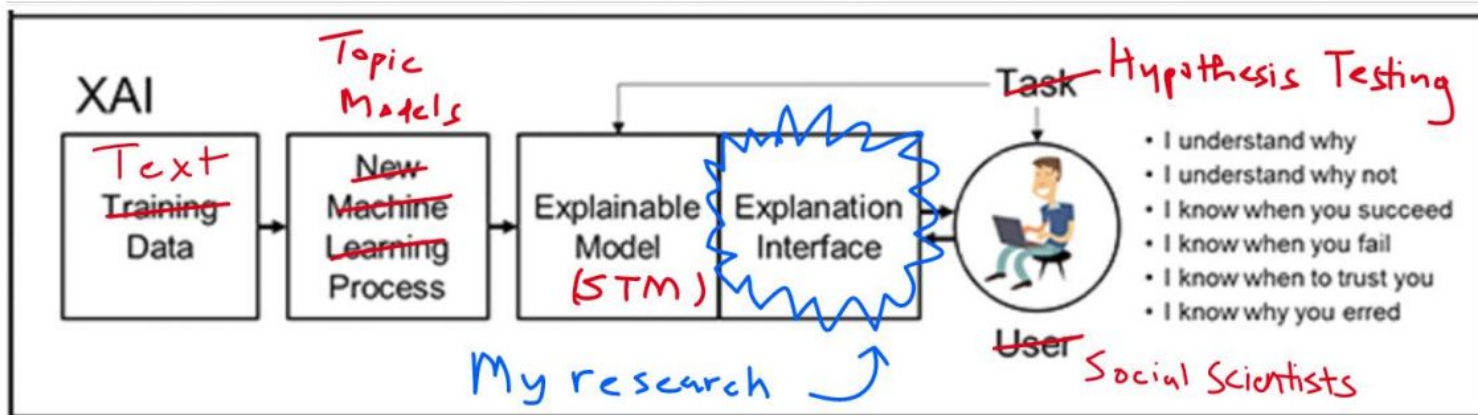 XAI
Topic
Models
Text
Training
Data
New
Machine
Learning
Process
Explainable
Model
(STM)
Explanation
Interface
Task
Hypothesis Testing
• I understand why
• I understand why not
• I know when you succeed
• I know when you fail
• I know when to trust you
• I know why you erred
User
Social Scientists
My research